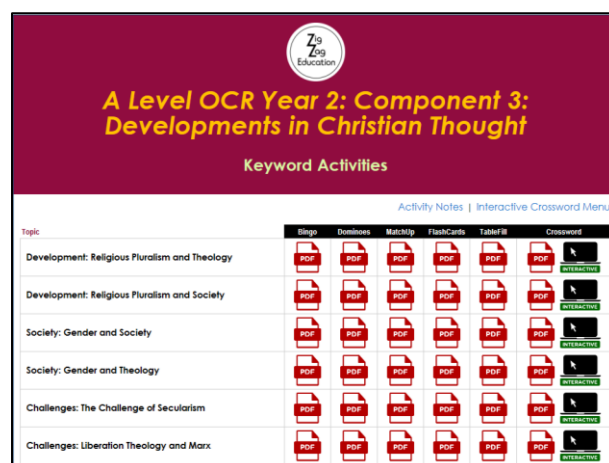 Zig
Zag
Education
A Level OCR Year 2: Component 3:
Developments in Christian Thought
Keyword Activities
Activity Notes | Interactive Crossword Menu
Topic Bingo Dominoes MatchUp FlashCards TableFill Crossword
Development: Religious Pluralism and Theology PDF PDF PDF PDF PDF PDF INTERACTIVE
Development: Religious Pluralism and Society PDF PDF PDF PDF PDF PDF INTERACTIVE
Society: Gender and Society PDF PDF PDF PDF PDF PDF INTERACTIVE
Society: Gender and Theology PDF PDF PDF PDF PDF PDF INTERACTIVE
Challenges: The Challenge of Secularism PDF PDF PDF PDF PDF PDF INTERACTIVE
Challenges: Liberation Theology and Marx PDF PDF PDF PDF PDF PDF INTERACTIVE